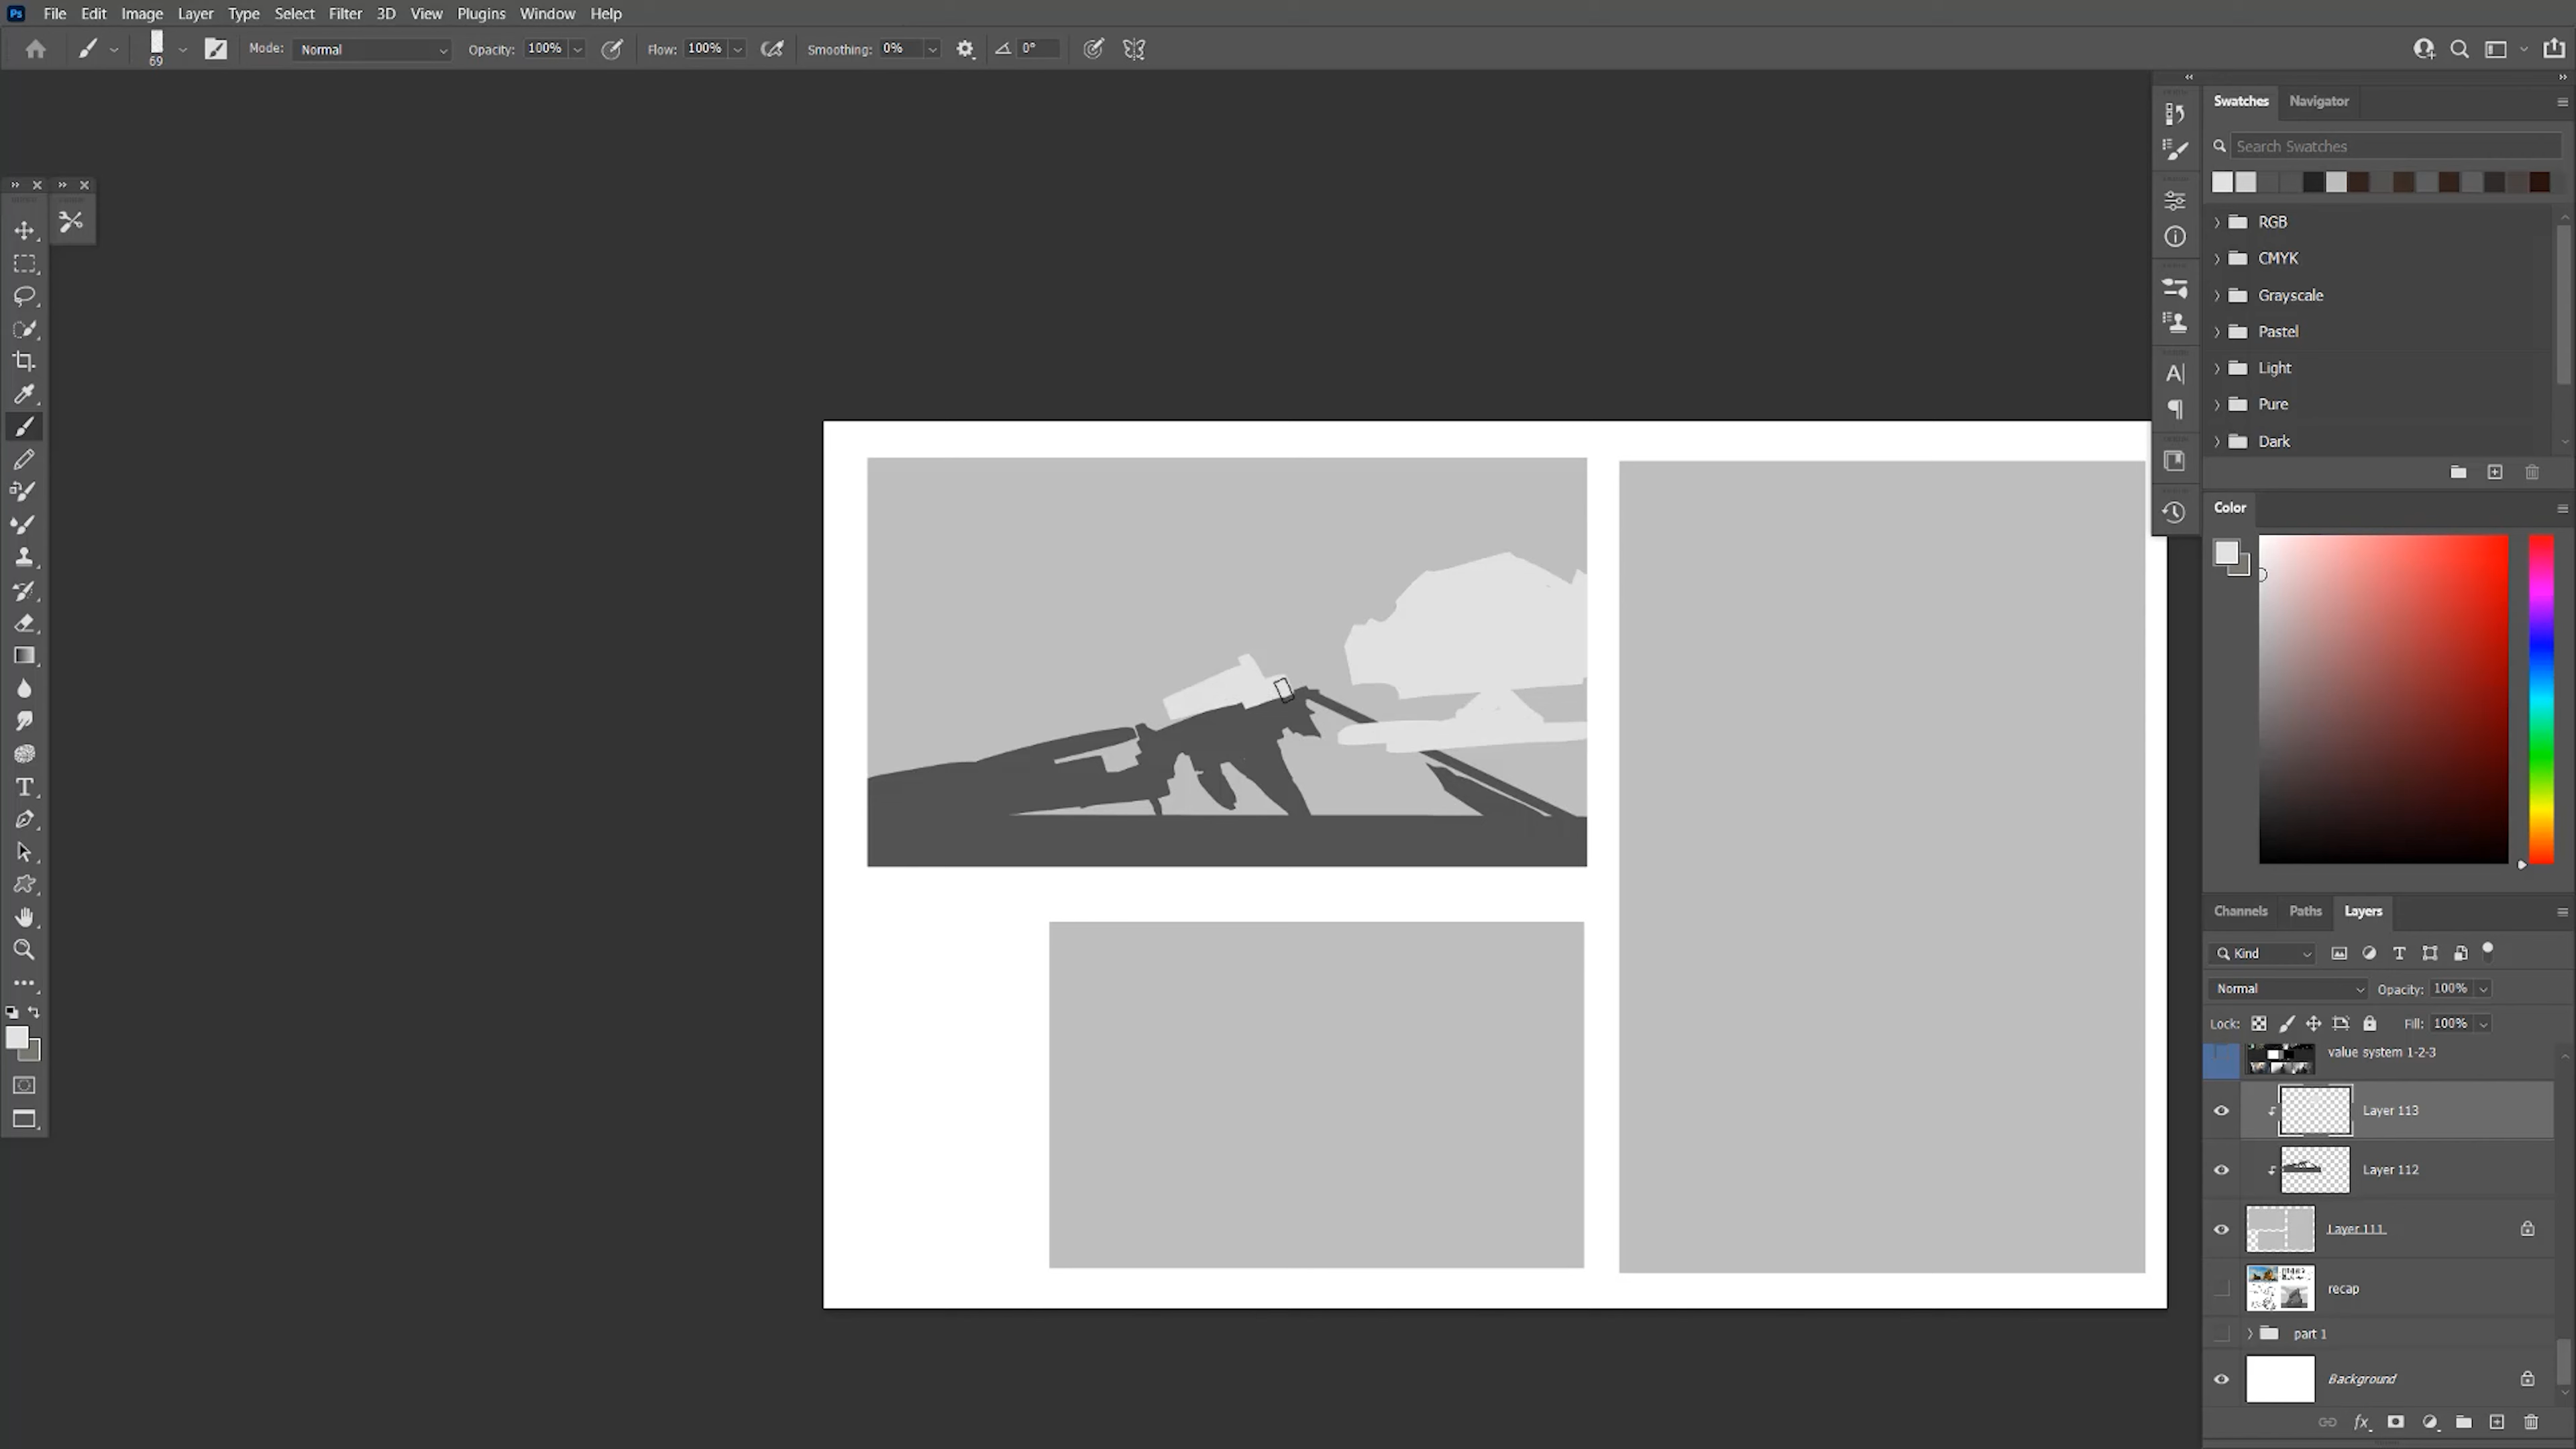 Ps File Edit Image Layer Type Select Filter 3D View Plugins Window Help
69 Mode: Normal Opacity: 100% Flow: 100% Smoothing: 0% 0°
Swatches Navigator
Search Swatches
RGB
CMYK
Grayscale
Pastel
Light
Pure
Dark
Color
Channels Paths Layers
Kind
Normal Opacity: 100%
Lock: Fill: 100%
value system 1-2-3
Layer 113
Layer 112
Layer 111
recap
part 1
Background